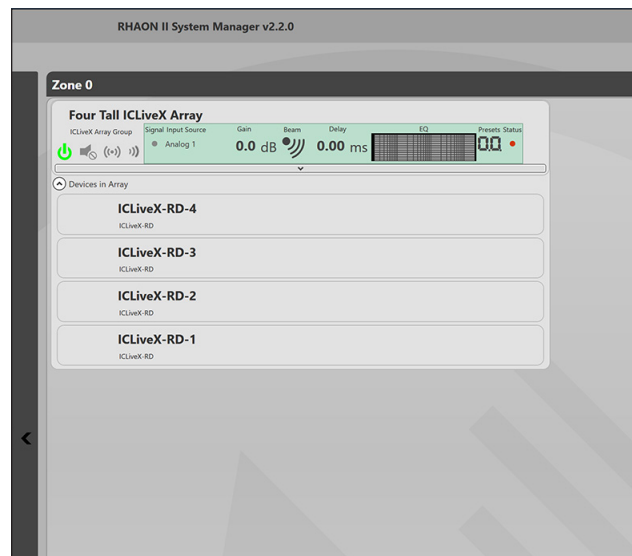 RHAON II System Manager v2.2.0
Zone 0
Four Tall ICLiveX Array
ICLiveX Array Group
Signal Input Source
Gain
Beam
Delay
EQ
Presets
Status
Analog 1
0.0 dB
0.00 ms
0.0
Devices in Array
ICLiveX-RD-4
ICLiveX-RD
ICLiveX-RD-3
ICLiveX-RD
ICLiveX-RD-2
ICLiveX-RD
ICLiveX-RD-1
ICLiveX-RD